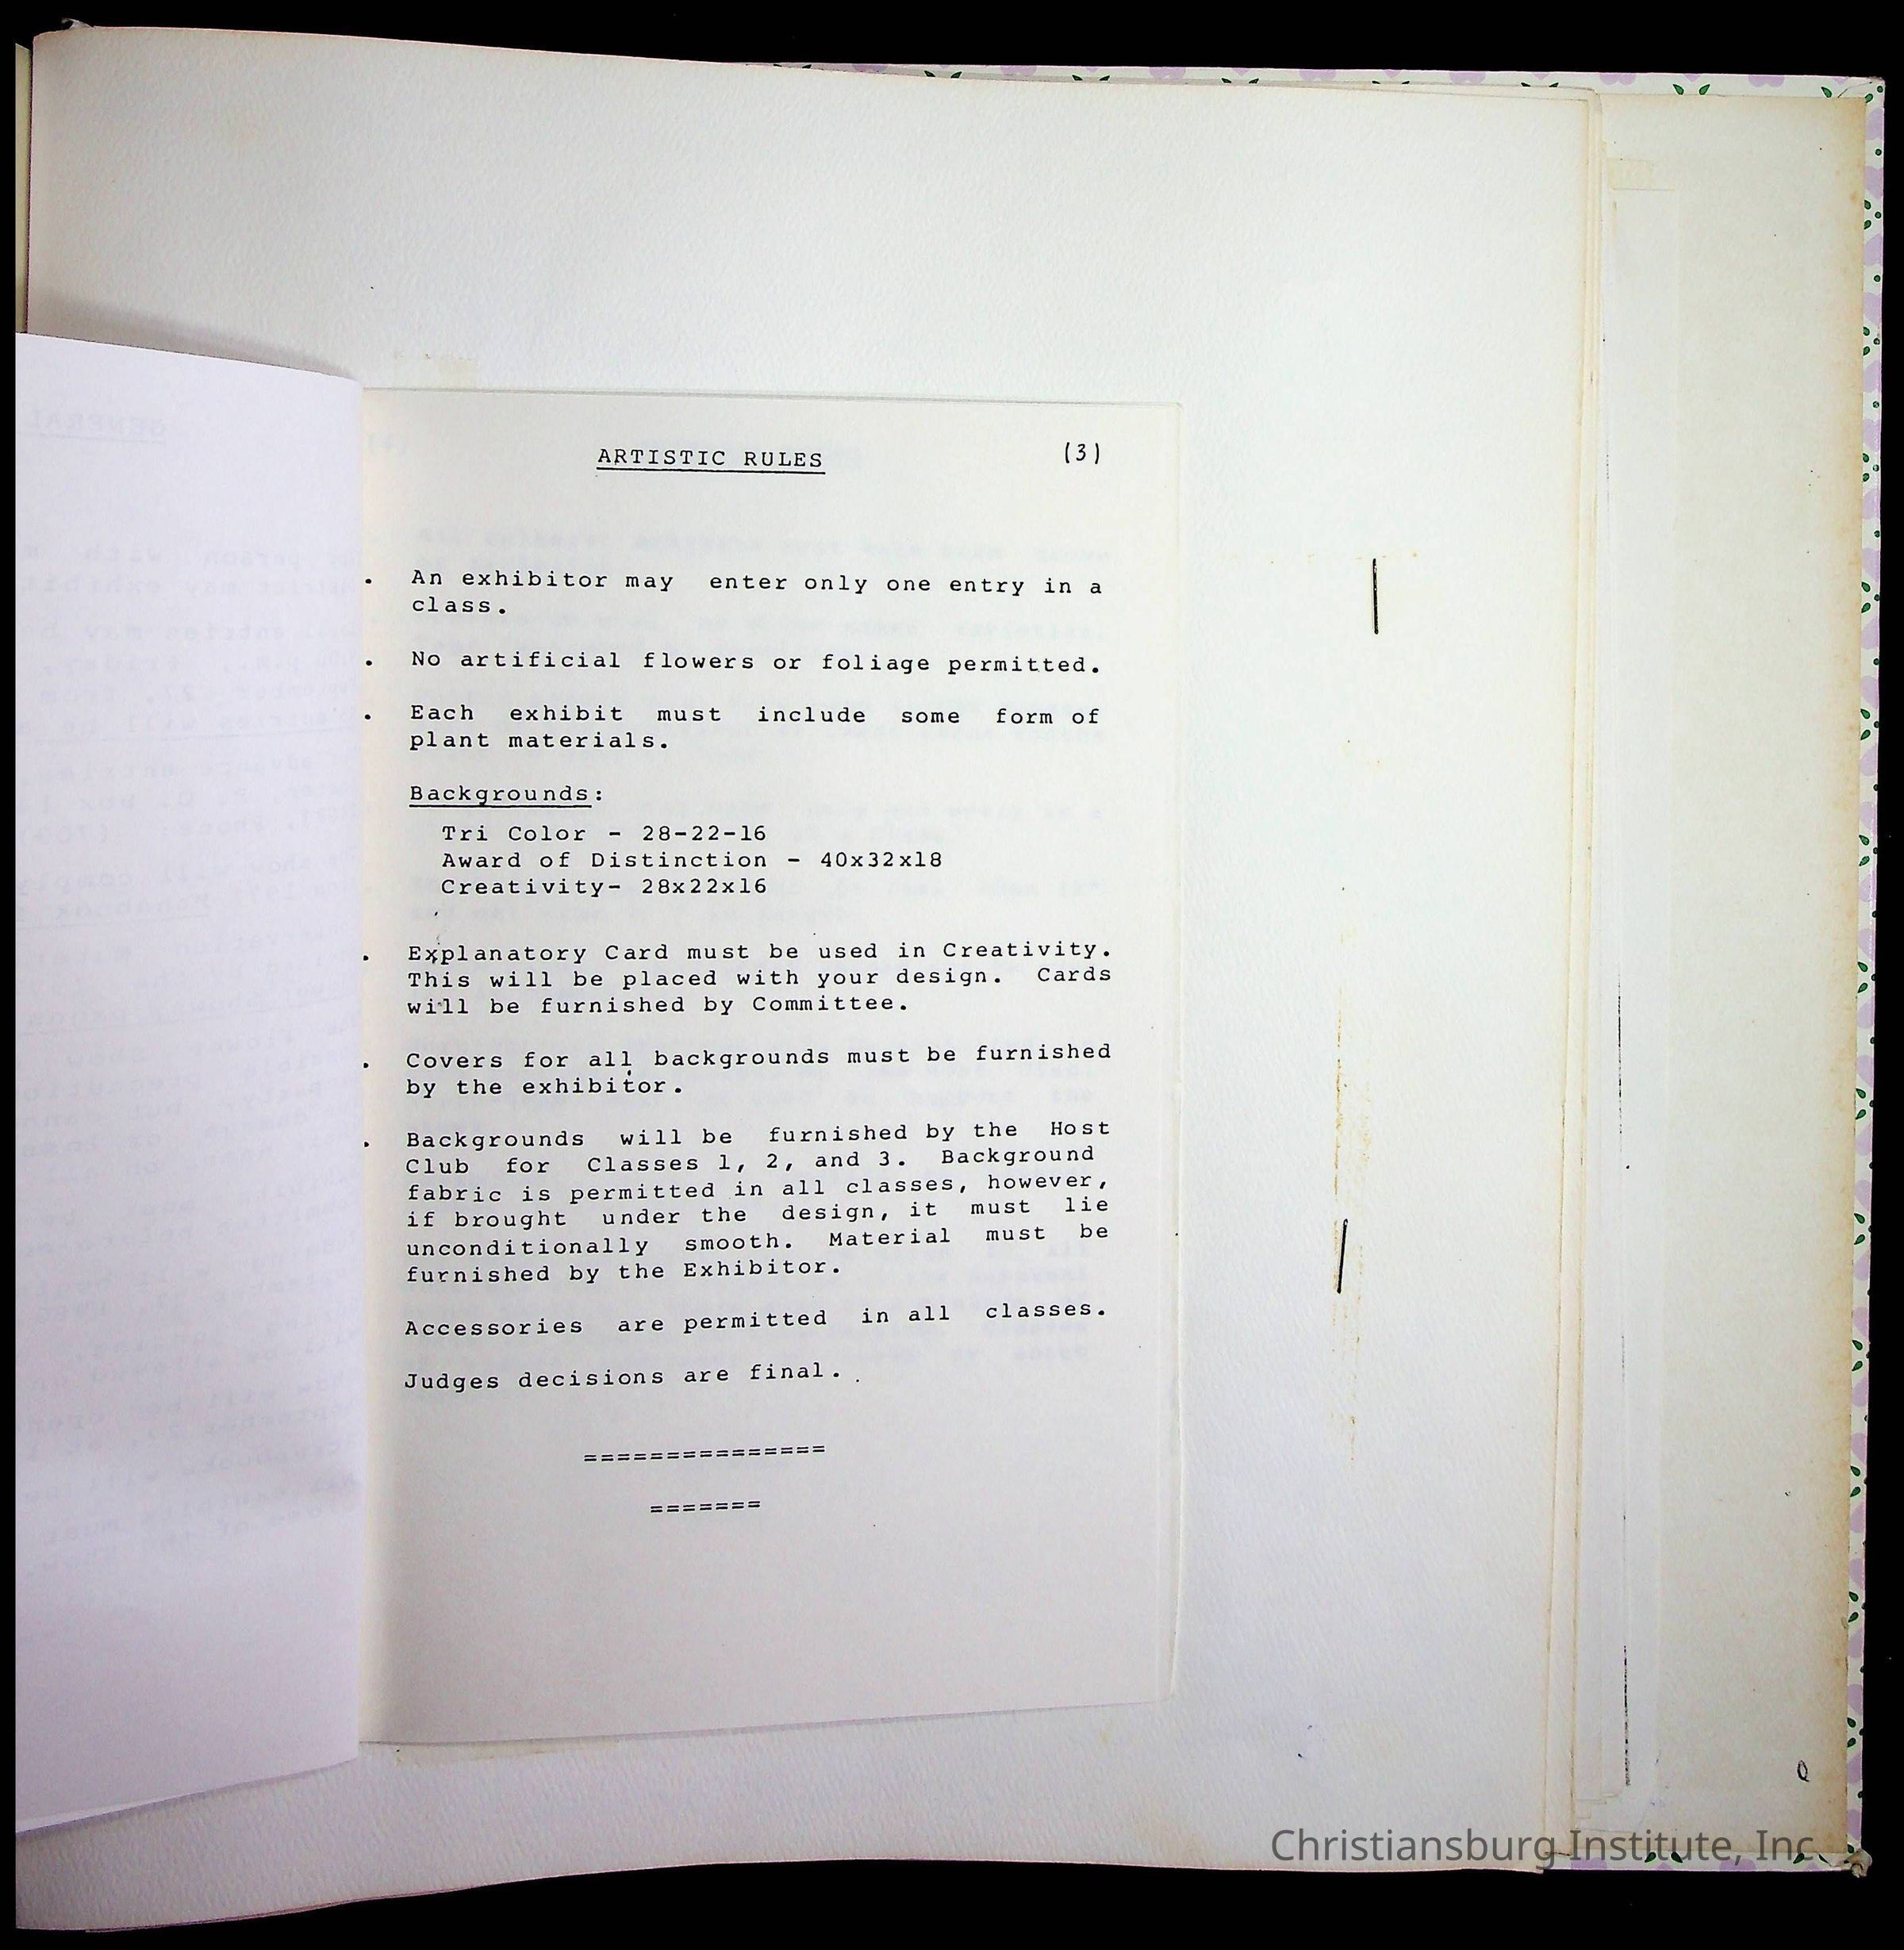 ARTISTIC RULES
(3)
. An exhibitor may enter only one entry in a
class.
. No artificial flowers or foliage permitted.
. Each exhibit must include some form of
plant materials.
Backgrounds:
Tri Color - 28-22-16
Award of Distinction - 40x32x18
Creativity- 28x22x16
. Explanatory Card must be used in Creativity.
This will be placed with your design. Cards
will be furnished by Committee.
. Covers for all backgrounds must be furnished
by the exhibitor.
. Backgrounds will be furnished by the Host
Club for Classes 1, 2, and 3. Background
fabric is permitted in all classes, however,
if brought under the design, it must lie
unconditionally smooth. Material must be
furnished by the Exhibitor.
Accessories are permitted in all classes.
Judges decisions are final.
===============
=======
Christiansburg Institute, Inc.